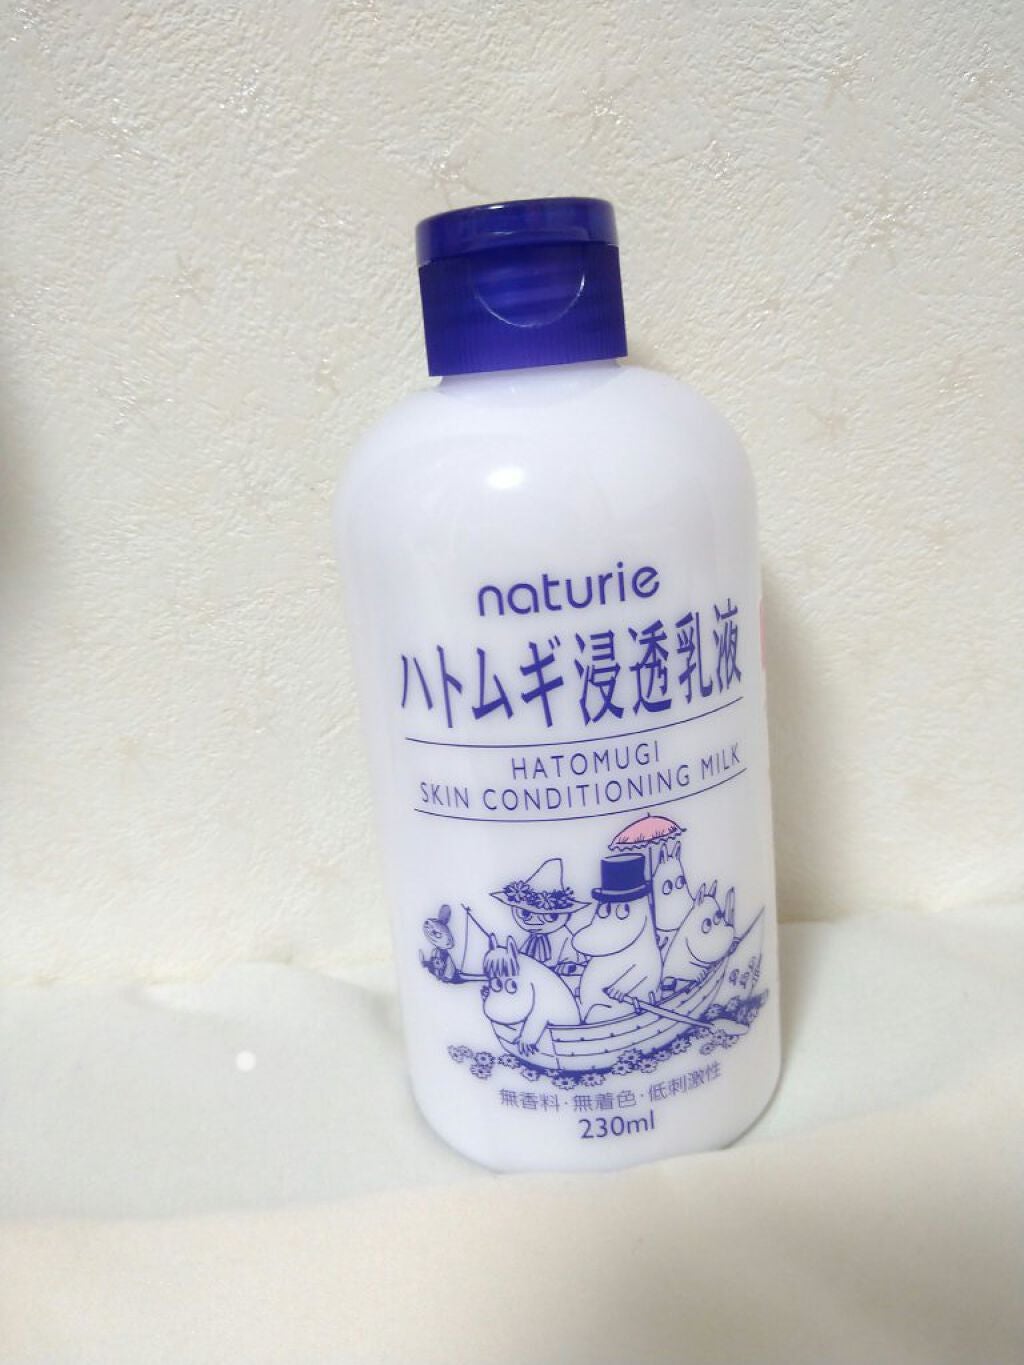 naturie
ハトムギ浸透乳液
HATOMUGI
SKIN CONDITIONING MILK
無香料・無着色・低刺激性
230ml